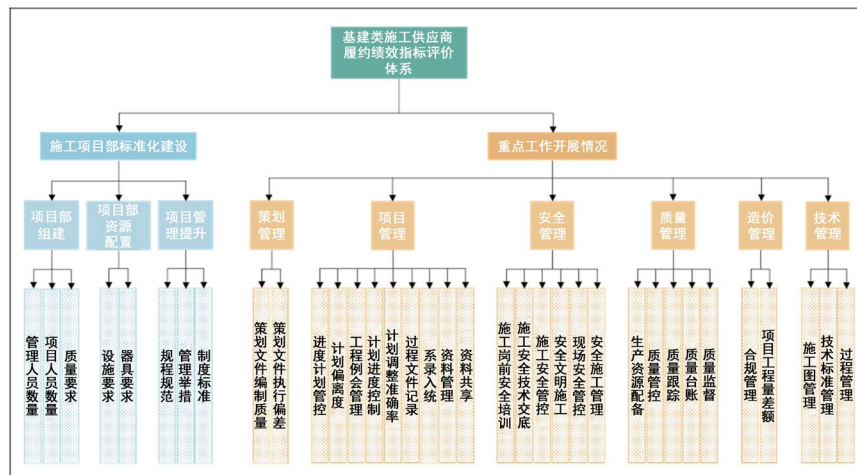 基建类施工供应商
履约绩效指标评价
体系
施工项目部标准化建设
重点工作开展情况
项目部
组建
项目部
资源
配置
项目管
理提升
策划
管理
项目
管理
安全
管理
质量
管理
造价
管理
技术
管理
管理人员数量
项目人员数量
质量要求
设施要求
器具要求
规程规范
管理举措
制度标准
策划文件编制质量
策划文件执行偏差
进度计划管控
计划偏离度
工程例会管理
计划进度控制
计划调整准确率
过程文件记录
系录入统
资料管理
资料共享
施工岗前安全培训
施工安全技术交底
施工安全管控
安全文明施工
现场安全管控
安全施工管理
生产资源配备
质量管控
质量跟踪
质量台账
质量监督
合规管理
项目工程量差额
施工图管理
技术标准管理
过程管理